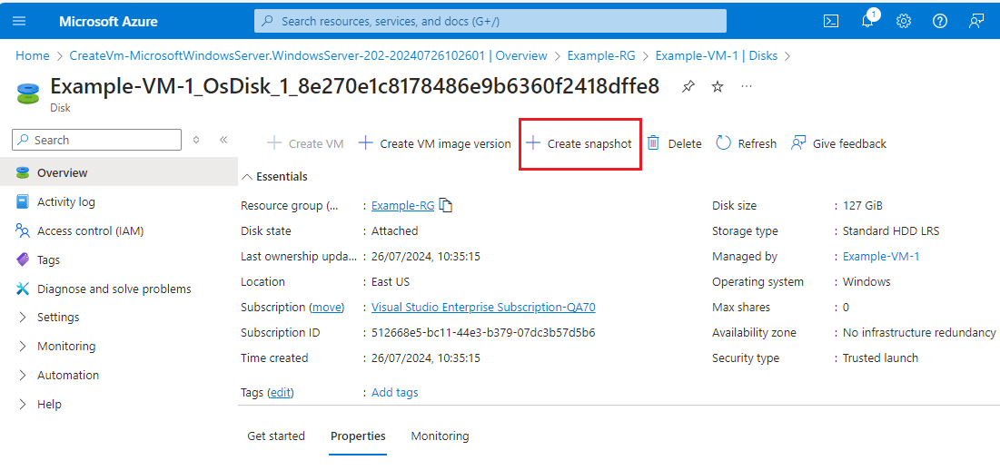 Microsoft Azure
Search resources, services, and docs (G+/)
1
Home > CreateVm-MicrosoftWindowsServer.WindowsServer-202-20240726102601 | Overview > Example-RG > Example-VM-1 | Disks >
Example-VM-1_OsDisk_1_8e270e1c8178486e9b6360f2418dffe8
Disk
Search
Create VM
Create VM image version
Create snapshot
Delete
Refresh
Give feedback
Overview
Activity log
Access control (IAM)
Tags
Diagnose and solve problems
Settings
Monitoring
Automation
Help
Essentials
Resource group (... : Example-RG
Disk state : Attached
Last ownership upda... : 26/07/2024, 10:35:15
Location : East US
Subscription (move) : Visual Studio Enterprise Subscription-QA70
Subscription ID : 512668e5-bc11-44e3-b379-07dc3b57d5b6
Time created : 26/07/2024, 10:35:15
Disk size : 127 GiB
Storage type : Standard HDD LRS
Managed by : Example-VM-1
Operating system : Windows
Max shares : 0
Availability zone : No infrastructure redundancy
Security type : Trusted launch
Tags (edit) : Add tags
Get started
Properties
Monitoring